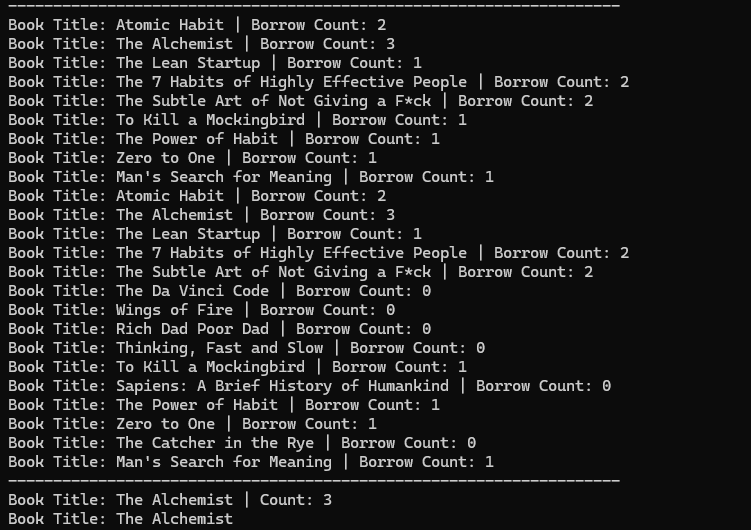 ---------------------------------------------------------------------
Book Title: Atomic Habit | Borrow Count: 2
Book Title: The Alchemist | Borrow Count: 3
Book Title: The Lean Startup | Borrow Count: 1
Book Title: The 7 Habits of Highly Effective People | Borrow Count: 2
Book Title: The Subtle Art of Not Giving a F*ck | Borrow Count: 2
Book Title: To Kill a Mockingbird | Borrow Count: 1
Book Title: The Power of Habit | Borrow Count: 1
Book Title: Zero to One | Borrow Count: 1
Book Title: Man's Search for Meaning | Borrow Count: 1
Book Title: Atomic Habit | Borrow Count: 2
Book Title: The Alchemist | Borrow Count: 3
Book Title: The Lean Startup | Borrow Count: 1
Book Title: The 7 Habits of Highly Effective People | Borrow Count: 2
Book Title: The Subtle Art of Not Giving a F*ck | Borrow Count: 2
Book Title: The Da Vinci Code | Borrow Count: 0
Book Title: Wings of Fire | Borrow Count: 0
Book Title: Rich Dad Poor Dad | Borrow Count: 0
Book Title: Thinking, Fast and Slow | Borrow Count: 0
Book Title: To Kill a Mockingbird | Borrow Count: 1
Book Title: Sapiens: A Brief History of Humankind | Borrow Count: 0
Book Title: The Power of Habit | Borrow Count: 1
Book Title: Zero to One | Borrow Count: 1
Book Title: The Catcher in the Rye | Borrow Count: 0
Book Title: Man's Search for Meaning | Borrow Count: 1
---------------------------------------------------------------------
Book Title: The Alchemist | Count: 3
Book Title: The Alchemist